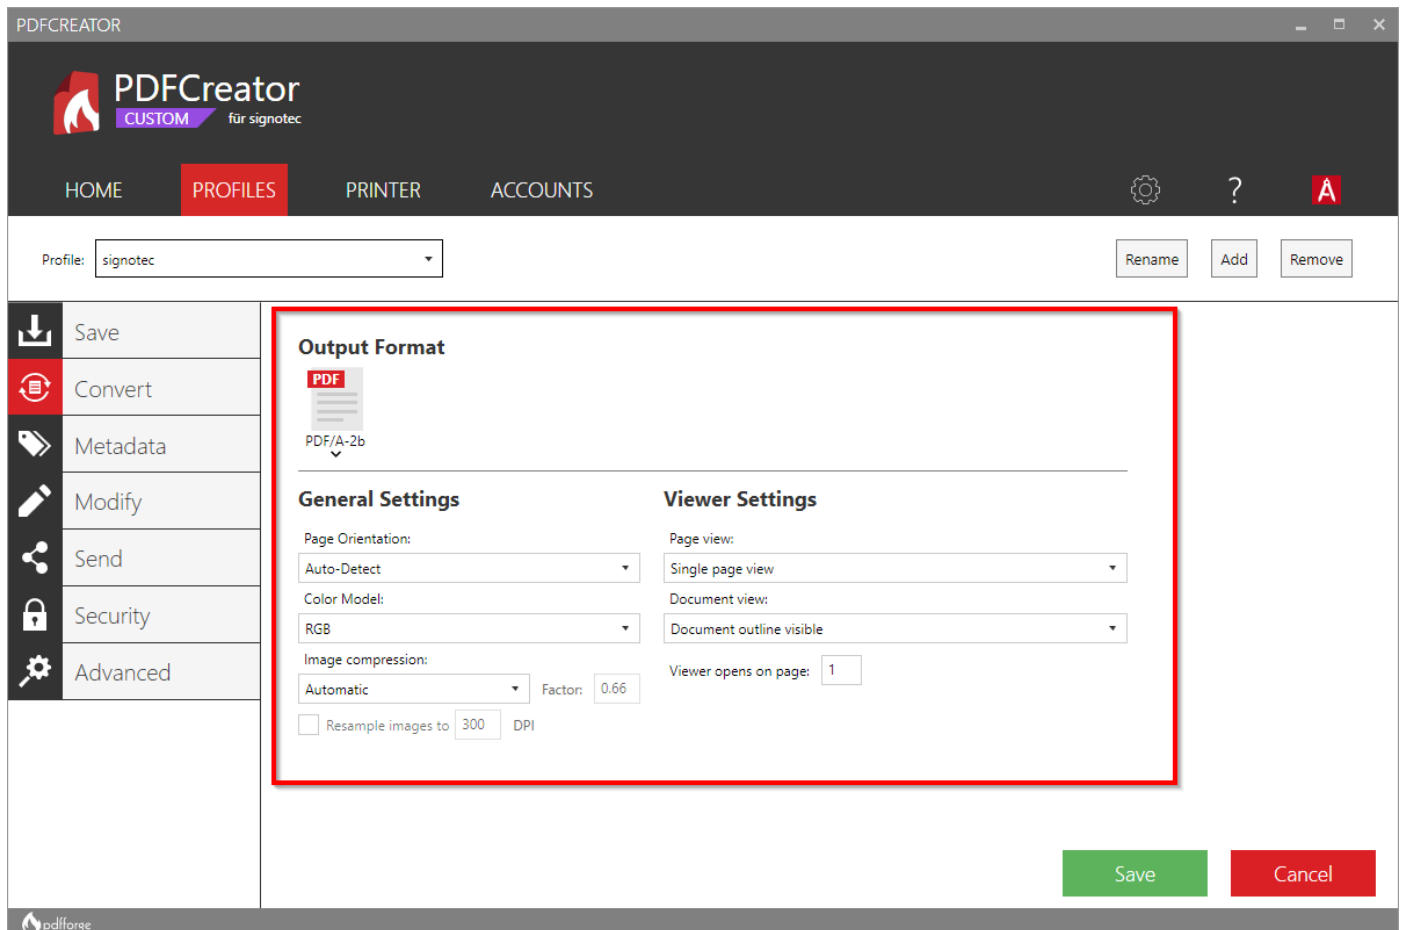 PDFCREATOR
PDFCreator
CUSTOM für signotec
HOME PROFILES PRINTER ACCOUNTS ?
Profile: signotec Rename Add Remove
Save
Convert
Metadata
Modify
Send
Security
Advanced
Output Format
PDF
PDF/A-2b
General Settings
Page Orientation:
Auto-Detect
Color Model:
RGB
Image compression:
Automatic Factor: 0.66
Resample images to 300 DPI
Viewer Settings
Page view:
Single page view
Document view:
Document outline visible
Viewer opens on page: 1
Save Cancel
pdfforge